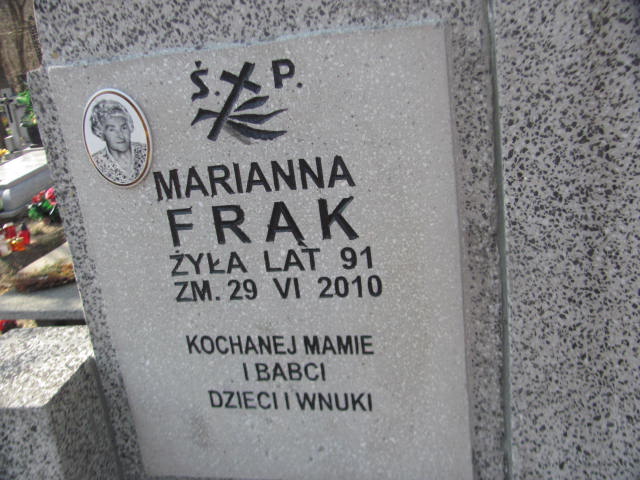 Ś. P.
MARIANNA
FRĄK
ŻYŁA LAT 91
ZM. 29 VI 2010
KOCHANEJ MAMIE
I BABCI
DZIECI I WNUKI